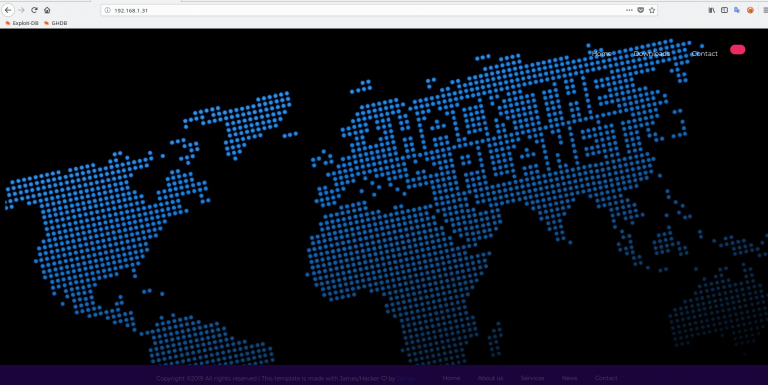 192.168.1.31
Exploit-DB GHDB
Home Downloads Contact
Copyright ©2019 All rights reserved | This template is made with James/Hacker by
Home About us Services News Contact